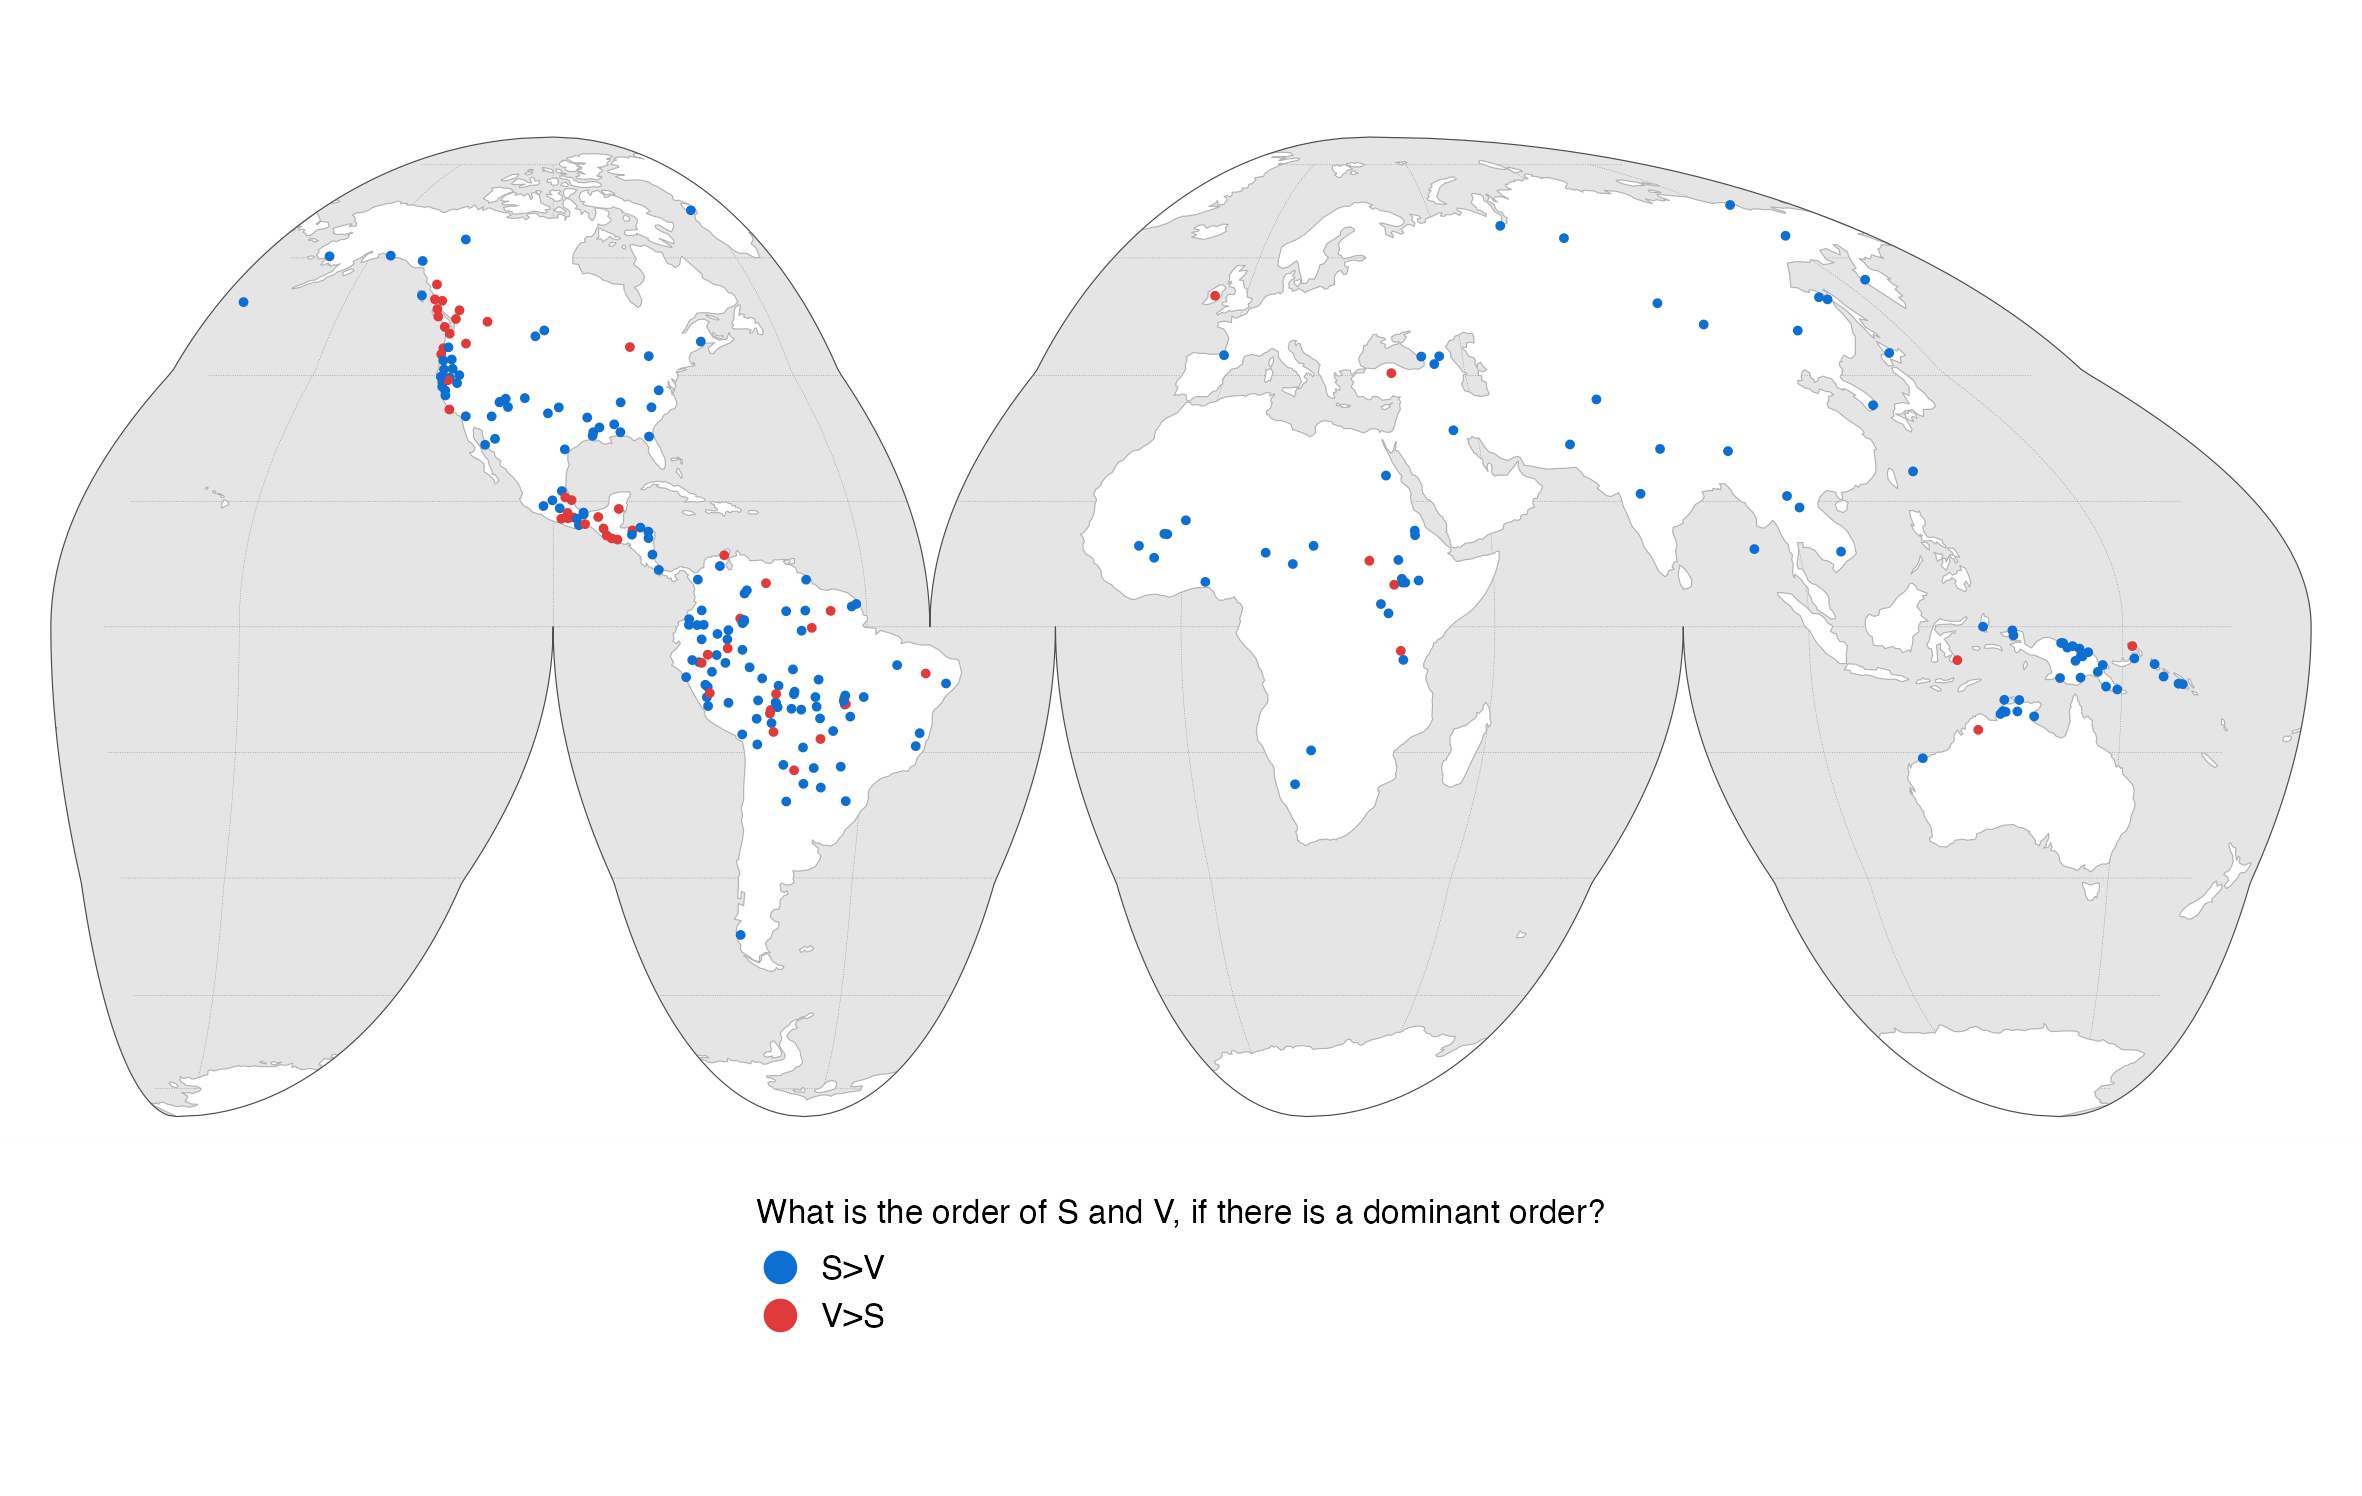 What is the order of S and V, if there is a dominant order?
S>V
V>S